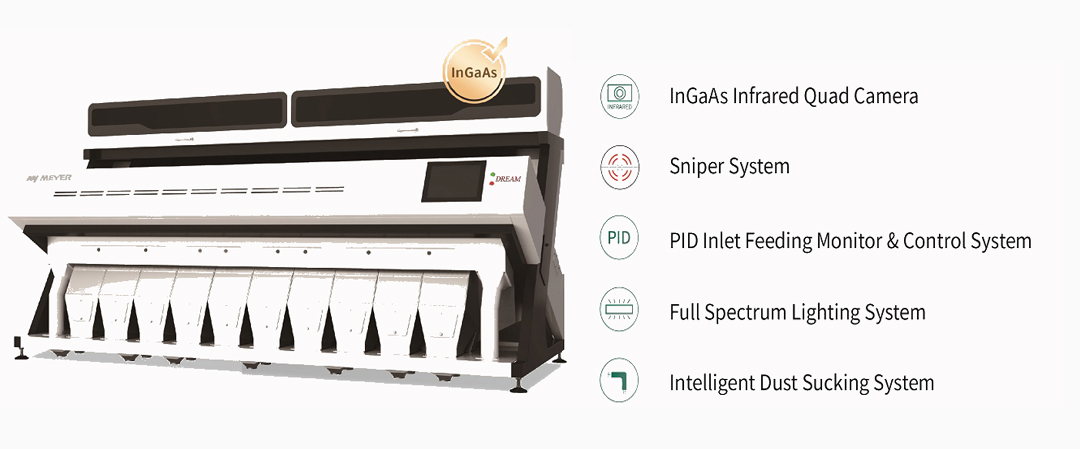 InGaAs
MEYER
DREAM
INFRARED
InGaAs Infrared Quad Camera
Sniper System
PID
PID Inlet Feeding Monitor & Control System
Full Spectrum Lighting System
Intelligent Dust Sucking System